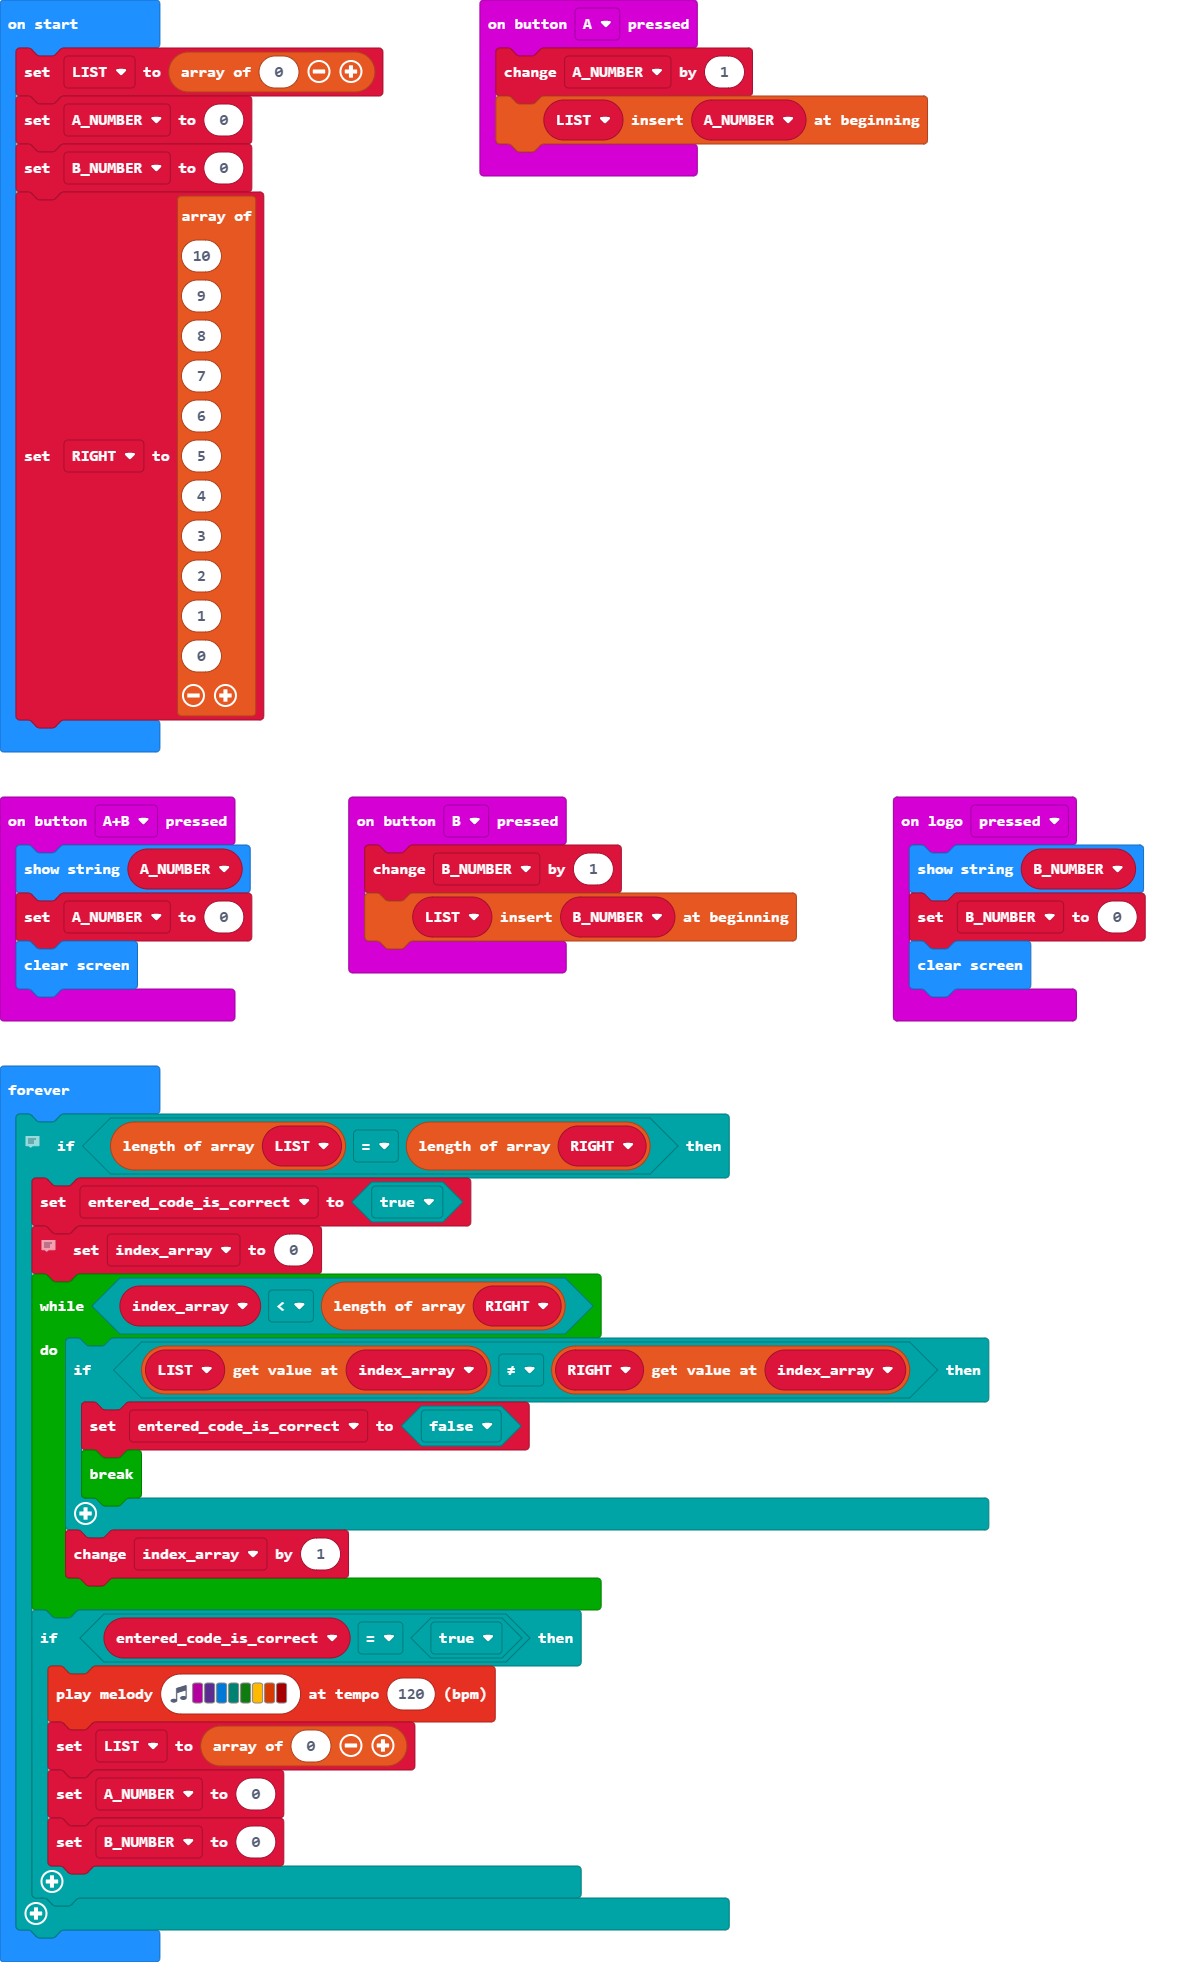 on start
set LIST to array of 0
set A_NUMBER to 0
set B_NUMBER to 0
set RIGHT to array of
10
9
8
7
6
5
4
3
2
1
0
on button A pressed
change A_NUMBER by 1
LIST insert A_NUMBER at beginning
on button A+B pressed
show string A_NUMBER
set A_NUMBER to 0
clear screen
on button B pressed
change B_NUMBER by 1
LIST insert B_NUMBER at beginning
on logo pressed
show string B_NUMBER
set B_NUMBER to 0
clear screen
forever
if length of array LIST = length of array RIGHT then
set entered_code_is_correct to true
set index_array to 0
while index_array < length of array RIGHT
do
if LIST get value at index_array ≠ RIGHT get value at index_array then
set entered_code_is_correct to false
break
change index_array by 1
if entered_code_is_correct = true then
play melody at tempo 120 (bpm)
set LIST to array of 0
set A_NUMBER to 0
set B_NUMBER to 0